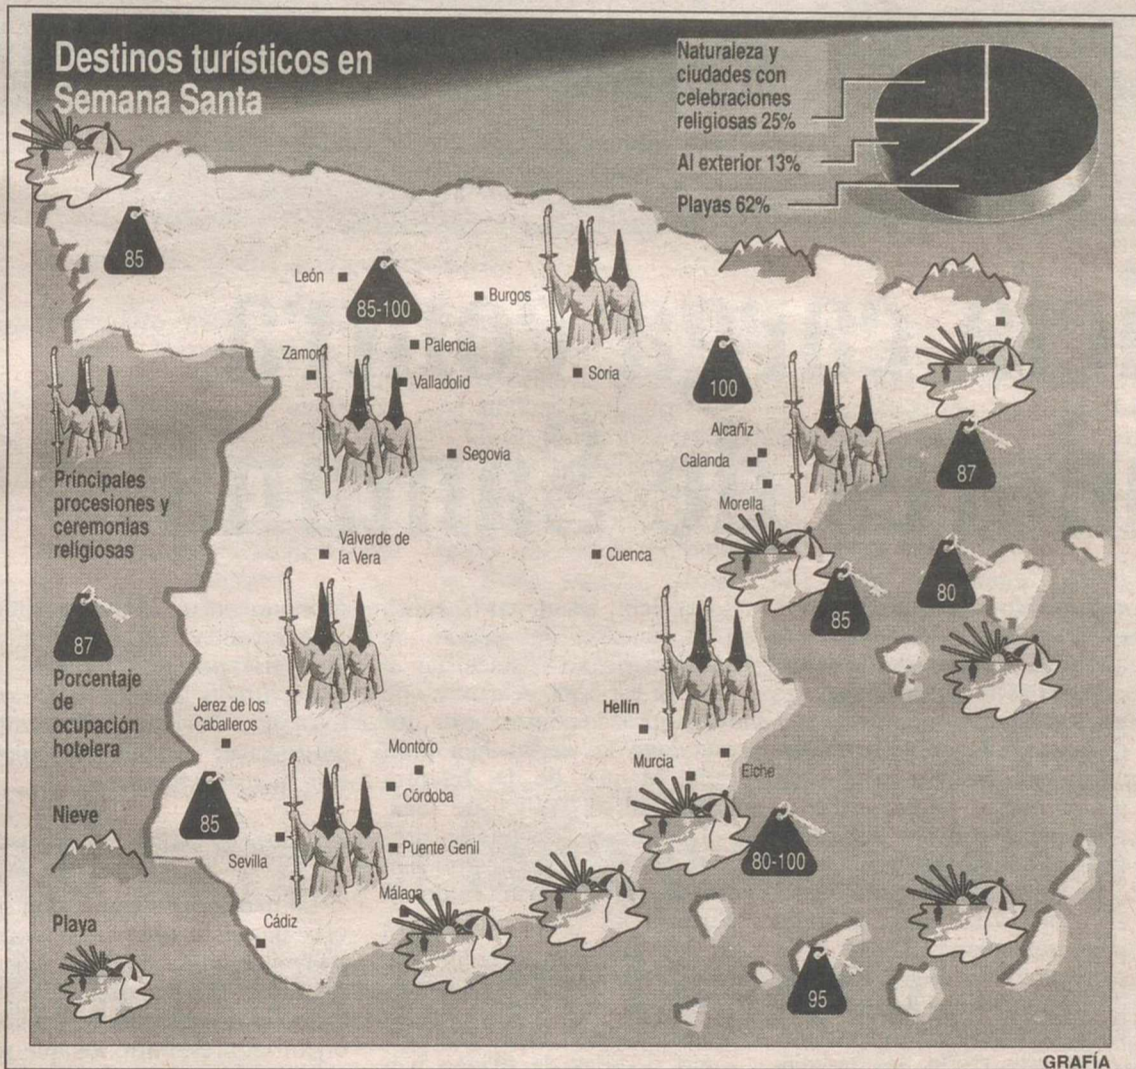 Destinos turísticos en
Semana Santa
Naturaleza y
ciudades con
celebraciones
religiosas 25%
Al exterior 13%
Playas 62%
85
León
85-100
Burgos
Palencia
Zamora
Valladolid
Soria
100
Segovia
Alcañiz
Calanda
Morella
87
Principales
procesiones y
ceremonias
religiosas
Valverde de
la Vera
Cuenca
85
80
87
Porcentaje
de
ocupación
hotelera
Jerez de los
Caballeros
Hellín
Montoro
Murcia
Elche
Córdoba
85
Nieve
Sevilla
Puente Genil
80-100
Málaga
Playa
Cádiz
95
GRAFÍA